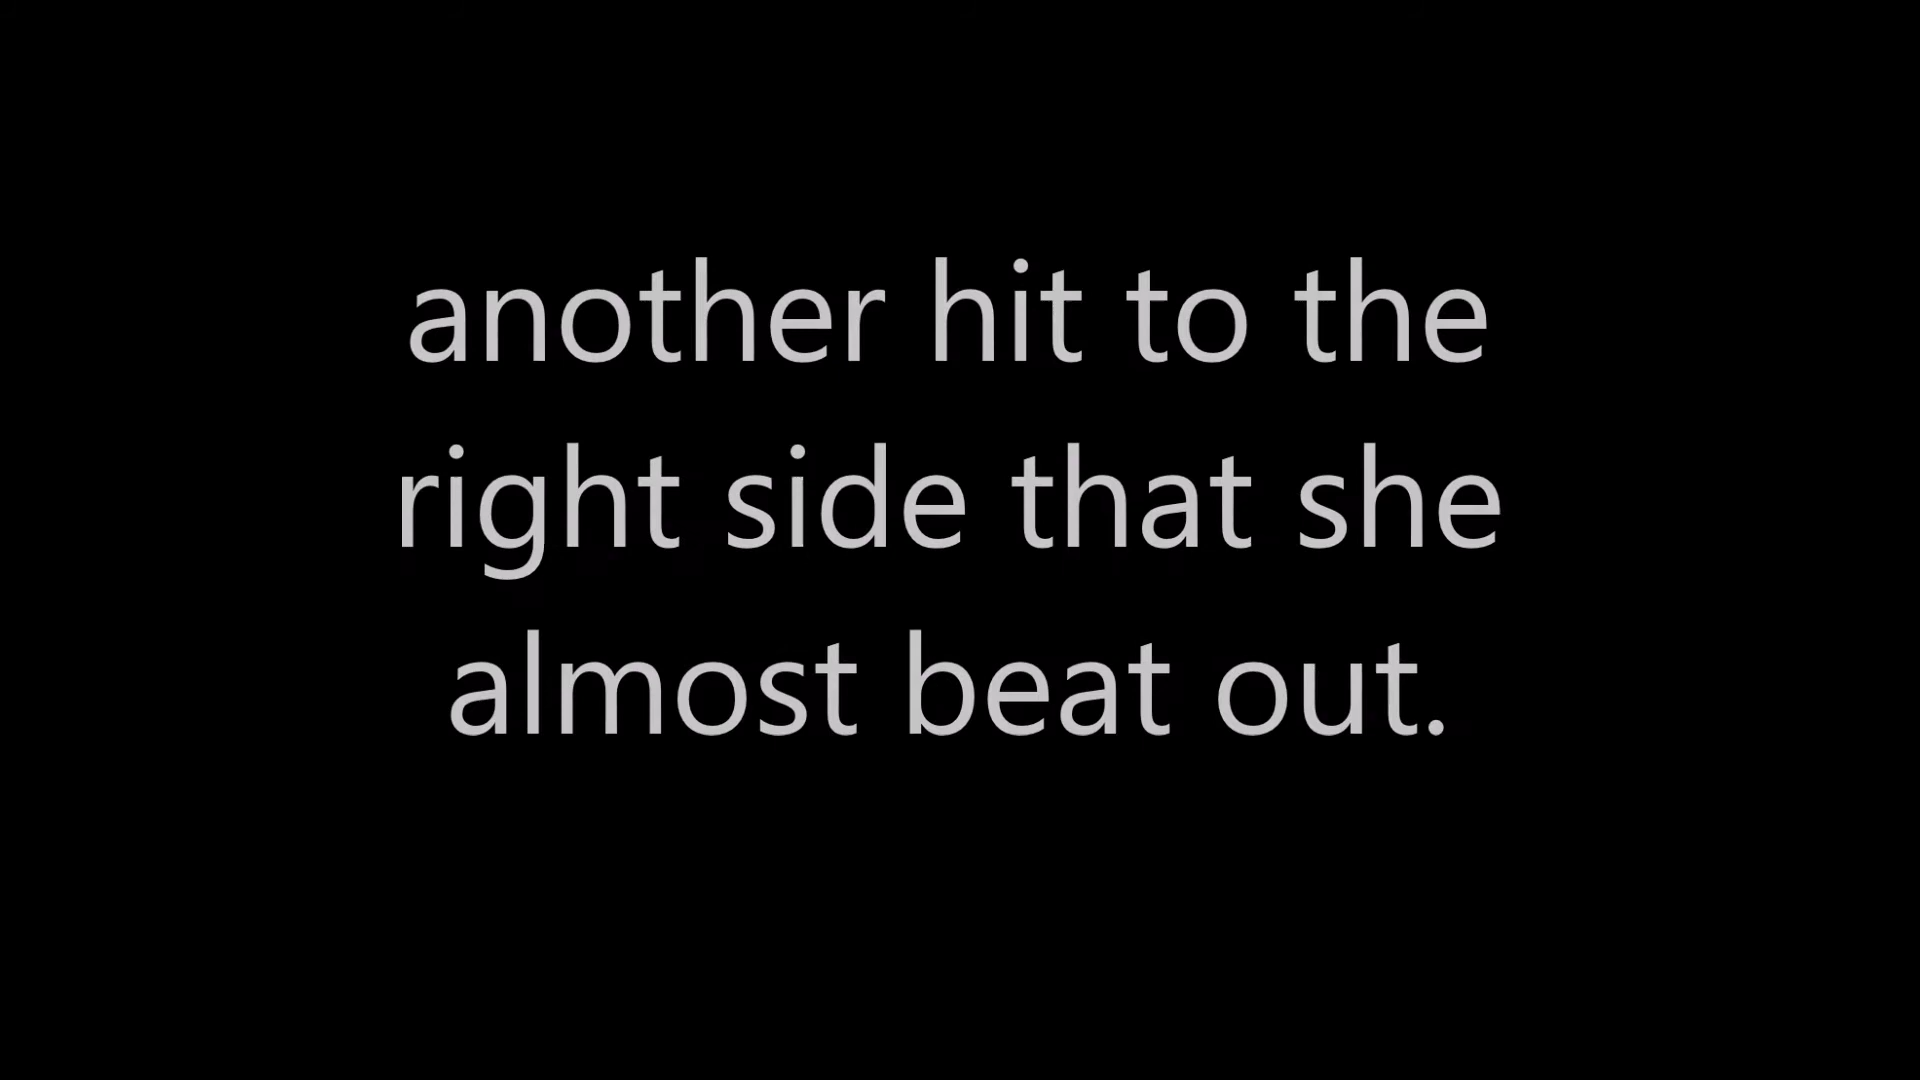 another hit to the
right side that she
almost beat out.